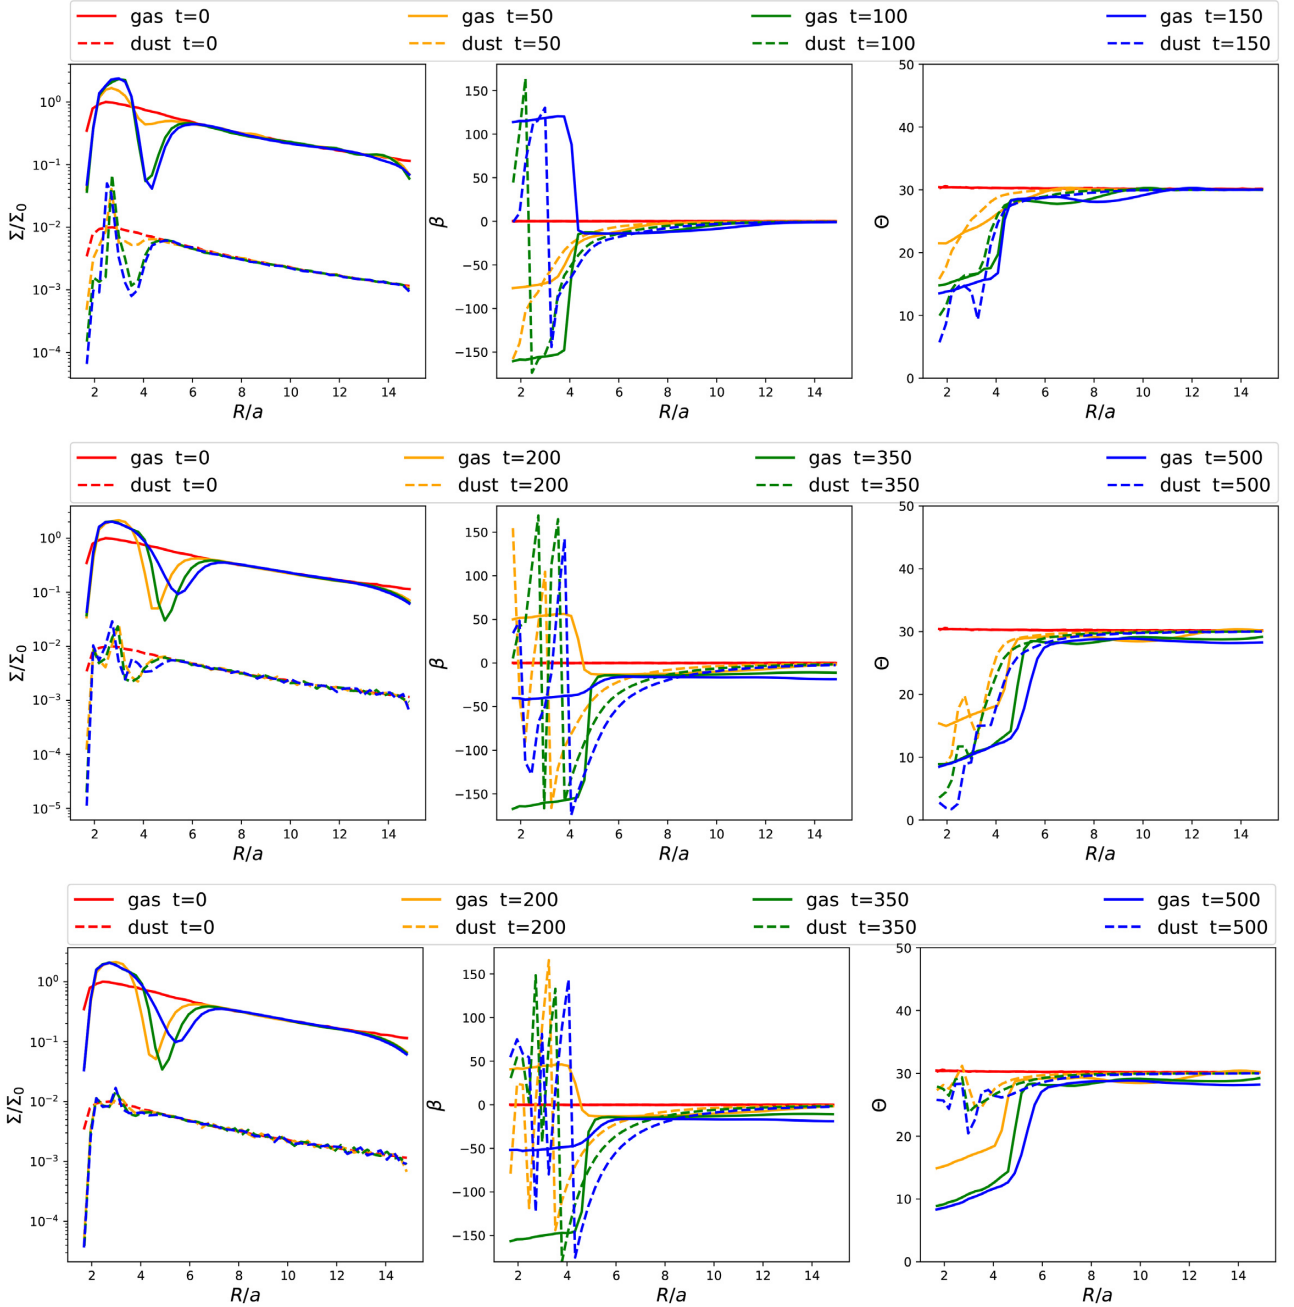 gas t=0 gas t=50 gas t=100 gas t=150
dust t=0 dust t=50 dust t=100 dust t=150
10⁰ 10⁻¹ 10⁻² 10⁻³ 10⁻⁴
Σ/Σ₀
2 4 6 8 10 12 14
R/a
150 100 50 0 −50 −100 −150
β
2 4 6 8 10 12 14
R/a
50 40 30 20 10 0
Θ
2 4 6 8 10 12 14
R/a
gas t=0 gas t=200 gas t=350 gas t=500
dust t=0 dust t=200 dust t=350 dust t=500
10⁰ 10⁻¹ 10⁻² 10⁻³ 10⁻⁴ 10⁻⁵
Σ/Σ₀
2 4 6 8 10 12 14
R/a
150 100 50 0 −50 −100 −150
β
2 4 6 8 10 12 14
R/a
50 40 30 20 10 0
Θ
2 4 6 8 10 12 14
R/a
gas t=0 gas t=200 gas t=350 gas t=500
dust t=0 dust t=200 dust t=350 dust t=500
10⁰ 10⁻¹ 10⁻² 10⁻³ 10⁻⁴
Σ/Σ₀
2 4 6 8 10 12 14
R/a
150 100 50 0 −50 −100 −150
β
2 4 6 8 10 12 14
R/a
50 40 30 20 10 0
Θ
2 4 6 8 10 12 14
R/a